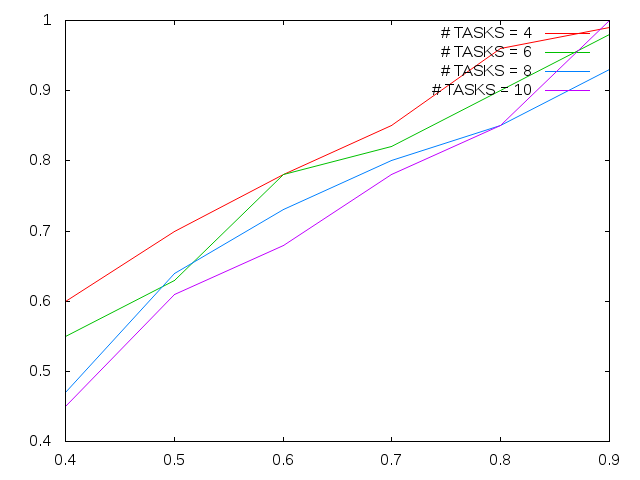 1
# TASKS = 4
# TASKS = 6
# TASKS = 8
# TASKS = 10
0.9
0.8
0.7
0.6
0.5
0.4
0.4 0.5 0.6 0.7 0.8 0.9